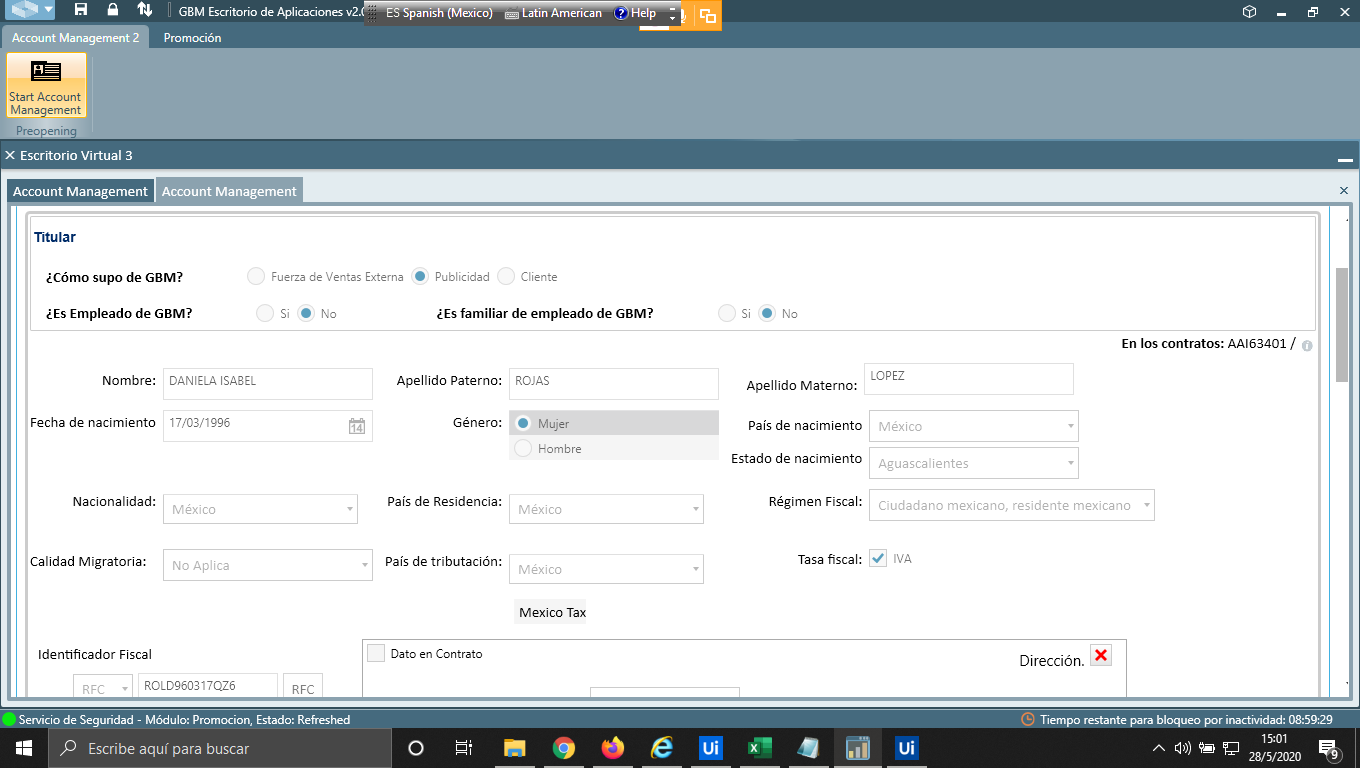 GBM Escritorio de Aplicaciones v2.0
ES Spanish (Mexico) Latin American Help
Account Management 2 Promoción
Start Account
Management
Preopening
Escritorio Virtual 3
Account Management Account Management
Titular
¿Cómo supo de GBM? Fuerza de Ventas Externa Publicidad Cliente
¿Es Empleado de GBM? Si No ¿Es familiar de empleado de GBM? Si No
En los contratos: AAI63401 /
Nombre: DANIELA ISABEL Apellido Paterno: ROJAS Apellido Materno: LOPEZ
Fecha de nacimiento 17/03/1996 14 Género: Mujer País de nacimiento México
Hombre
Estado de nacimiento Aguascalientes
Nacionalidad: México País de Residencia: México Régimen Fiscal: Ciudadano mexicano, residente mexicano
Calidad Migratoria: No Aplica País de tributación: México Tasa fiscal: IVA
Mexico Tax
Identificador Fiscal Dato en Contrato Dirección.
RFC ROLD960317QZ6 RFC
Servicio de Seguridad - Módulo: Promocion, Estado: Refreshed Tiempo restante para bloqueo por inactividad: 08:59:29
Escribe aquí para buscar Ui Ui 15:01
28/5/2020 9